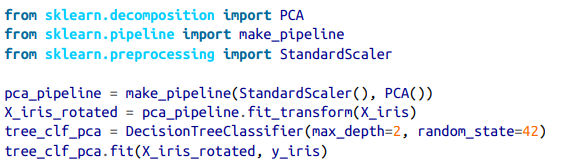 from sklearn.decomposition import PCA
from sklearn.pipeline import make_pipeline
from sklearn.preprocessing import StandardScaler

pca_pipeline = make_pipeline(StandardScaler(), PCA())
X_iris_rotated = pca_pipeline.fit_transform(X_iris)
tree_clf_pca = DecisionTreeClassifier(max_depth=2, random_state=42)
tree_clf_pca.fit(X_iris_rotated, y_iris)